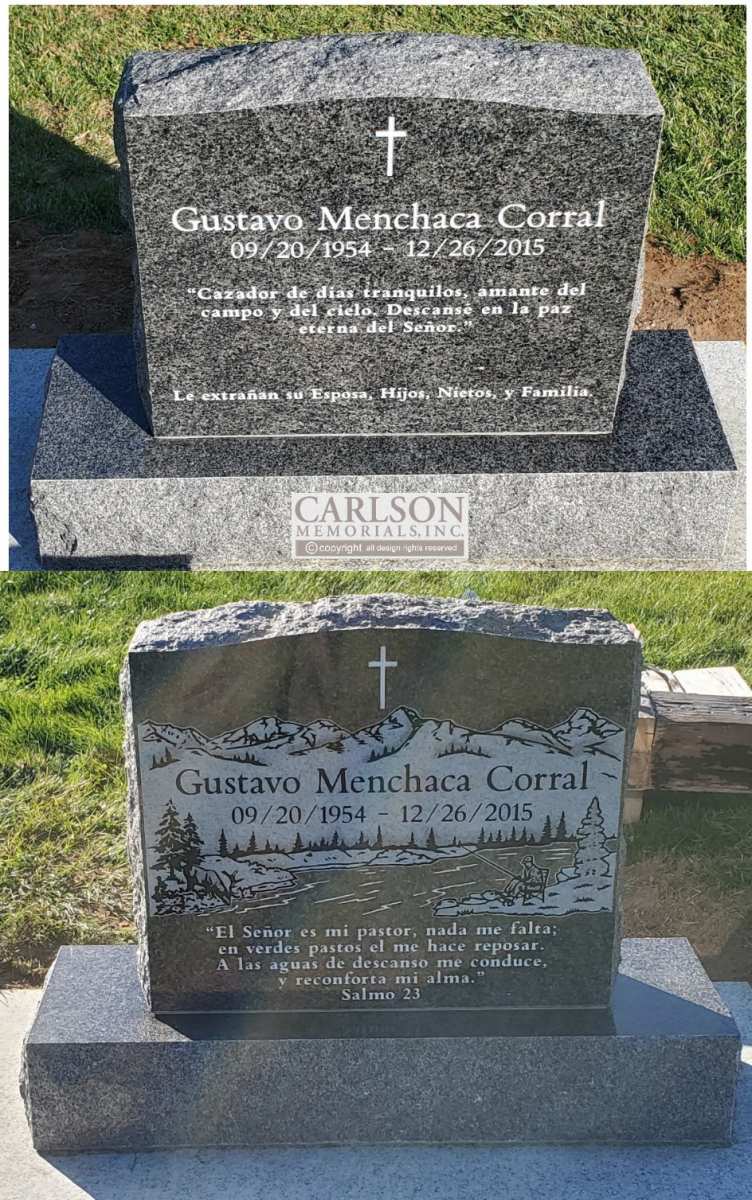 Gustavo Menchaca Corral
09/20/1954 - 12/26/2015
“Cazador de días tranquilos, amante del
campo y del cielo. Descanse en la paz
eterna del Señor.”
Le extrañan su Esposa, Hijos, Nietos, y Familia.
CARLSON
MEMORIALS, INC.
© copyright all design rights reserved
Gustavo Menchaca Corral
09/20/1954 - 12/26/2015
“El Señor es mi pastor, nada me falta;
en verdes pastos el me hace reposar.
A las aguas de descanso me conduce,
y reconforta mi alma.”
Salmo 23